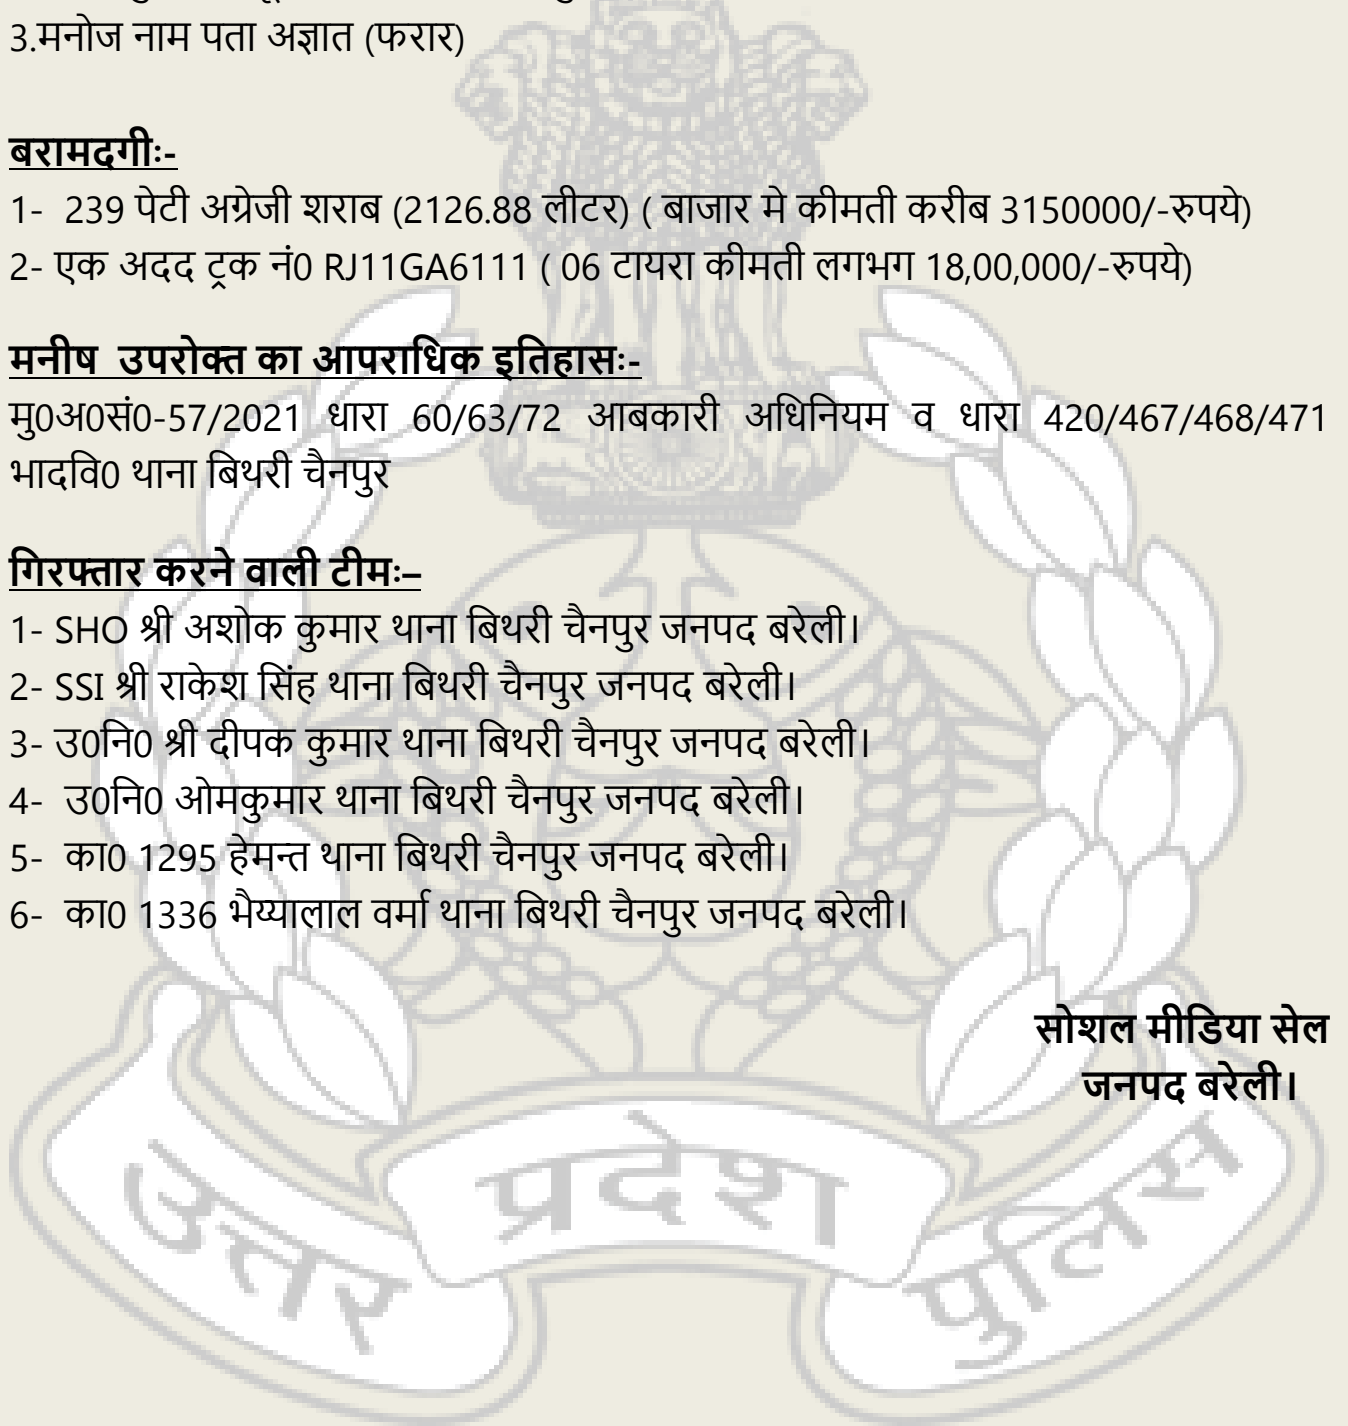 3.मनोज नाम पता अज्ञात (फरार)
बरामदगीः-
1- 239 पेटी अग्रेजी शराब (2126.88 लीटर) ( बाजार मे कीमती करीब 3150000/-रुपये)
2- एक अदद ट्रक नं0 RJ11GA6111 ( 06 टायरा कीमती लगभग 18,00,000/-रुपये)
मनीष उपरोक्त का आपराधिक इतिहासः-
मु0अ0सं0-57/2021 धारा 60/63/72 आबकारी अधिनियम व धारा 420/467/468/471
भादवि0 थाना बिथरी चैनपुर
गिरफ्तार करने वाली टीमः–
1- SHO श्री अशोक कुमार थाना बिथरी चैनपुर जनपद बरेली।
2- SSI श्री राकेश सिंह थाना बिथरी चैनपुर जनपद बरेली।
3- उ0नि0 श्री दीपक कुमार थाना बिथरी चैनपुर जनपद बरेली।
4- उ0नि0 ओमकुमार थाना बिथरी चैनपुर जनपद बरेली।
5- का0 1295 हेमन्त थाना बिथरी चैनपुर जनपद बरेली।
6- का0 1336 भैय्यालाल वर्मा थाना बिथरी चैनपुर जनपद बरेली।
सोशल मीडिया सेल
जनपद बरेली।
उत्तर प्रदेश पुलिस